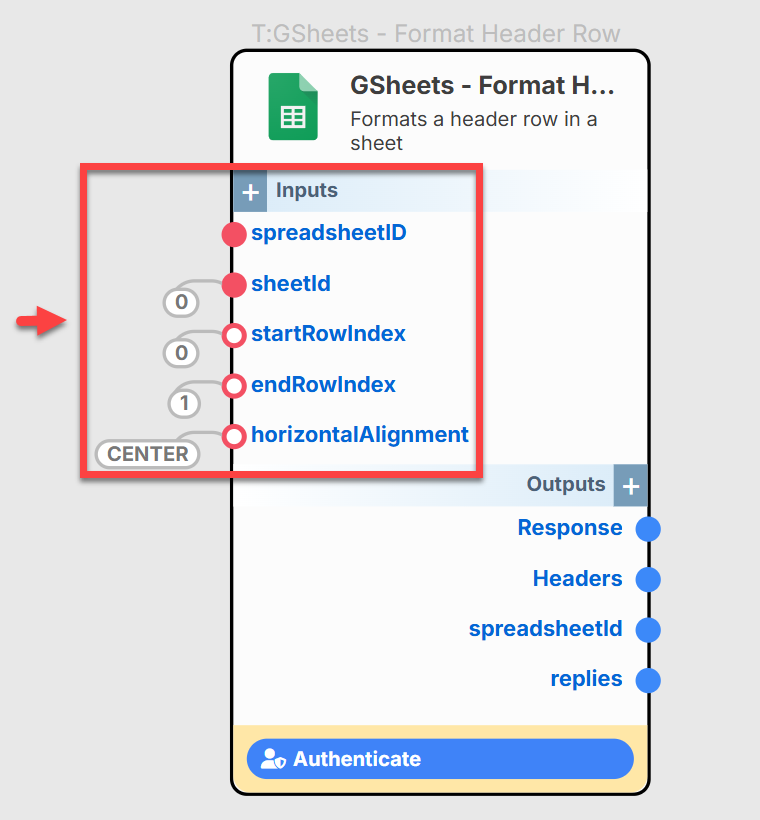 T:GSheets - Format Header Row
GSheets - Format H...
Formats a header row in a
sheet
+ Inputs
spreadsheetID
sheetId
0
startRowIndex
0
endRowIndex
1
horizontalAlignment
CENTER
Outputs +
Response
Headers
spreadsheetId
replies
Authenticate